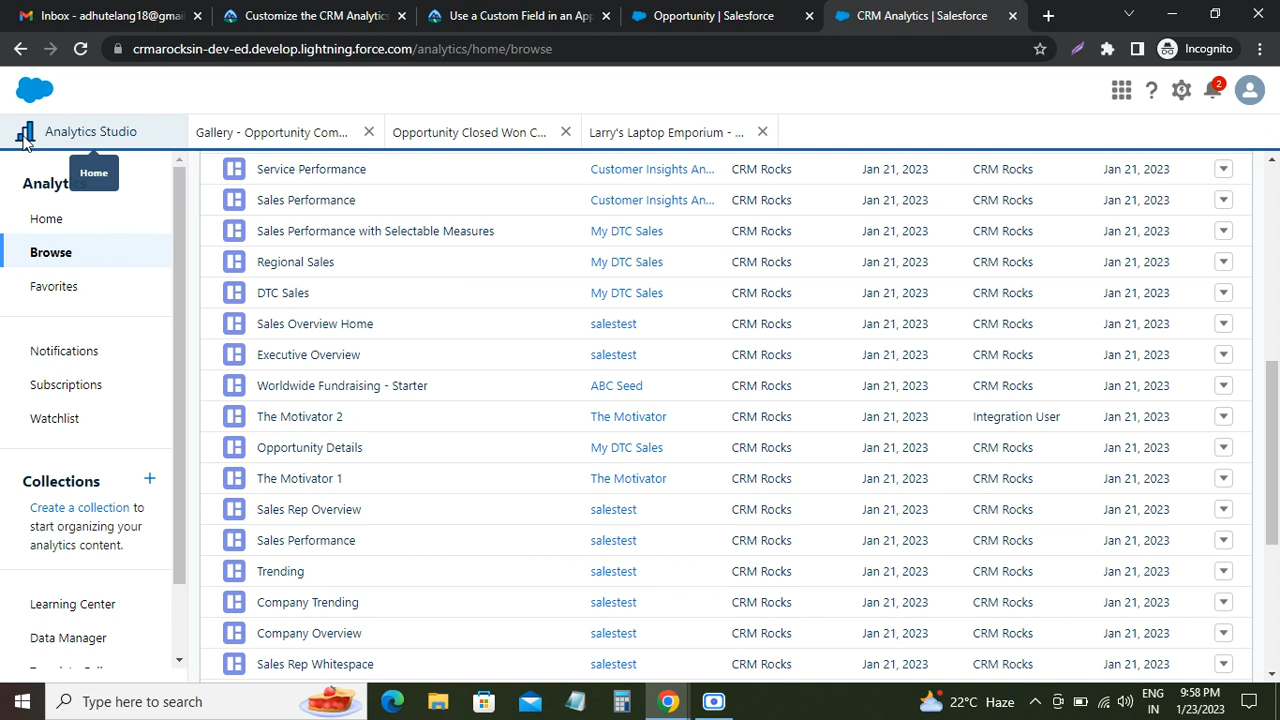 Inbox - adhutelang18@gmai
Customize the CRM Analytics
Use a Custom Field in an App
Opportunity | Salesforce
CRM Analytics | Salesforce
crmarocksin-dev-ed.develop.lightning.force.com/analytics/home/browse
Incognito
2
Analytics Studio
Gallery - Opportunity Com...
Opportunity Closed Won C...
Larry's Laptop Emporium - ...
Home
Analyt
Home
Browse
Favorites
Notifications
Subscriptions
Watchlist
Collections
Create a collection to
start organizing your
analytics content.
Learning Center
Data Manager
Service Performance Customer Insights An... CRM Rocks Jan 21, 2023 CRM Rocks Jan 21, 2023
Sales Performance Customer Insights An... CRM Rocks Jan 21, 2023 CRM Rocks Jan 21, 2023
Sales Performance with Selectable Measures My DTC Sales CRM Rocks Jan 21, 2023 CRM Rocks Jan 21, 2023
Regional Sales My DTC Sales CRM Rocks Jan 21, 2023 CRM Rocks Jan 21, 2023
DTC Sales My DTC Sales CRM Rocks Jan 21, 2023 CRM Rocks Jan 21, 2023
Sales Overview Home salestest CRM Rocks Jan 21, 2023 CRM Rocks Jan 21, 2023
Executive Overview salestest CRM Rocks Jan 21, 2023 CRM Rocks Jan 21, 2023
Worldwide Fundraising - Starter ABC Seed CRM Rocks Jan 21, 2023 CRM Rocks Jan 21, 2023
The Motivator 2 The Motivator CRM Rocks Jan 21, 2023 Integration User Jan 21, 2023
Opportunity Details My DTC Sales CRM Rocks Jan 21, 2023 CRM Rocks Jan 21, 2023
The Motivator 1 The Motivator CRM Rocks Jan 21, 2023 CRM Rocks Jan 21, 2023
Sales Rep Overview salestest CRM Rocks Jan 21, 2023 CRM Rocks Jan 21, 2023
Sales Performance salestest CRM Rocks Jan 21, 2023 CRM Rocks Jan 21, 2023
Trending salestest CRM Rocks Jan 21, 2023 CRM Rocks Jan 21, 2023
Company Trending salestest CRM Rocks Jan 21, 2023 CRM Rocks Jan 21, 2023
Company Overview salestest CRM Rocks Jan 21, 2023 CRM Rocks Jan 21, 2023
Sales Rep Whitespace salestest CRM Rocks Jan 21, 2023 CRM Rocks Jan 21, 2023
Type here to search
22°C Haze
ENG
IN
9:58 PM
1/23/2023